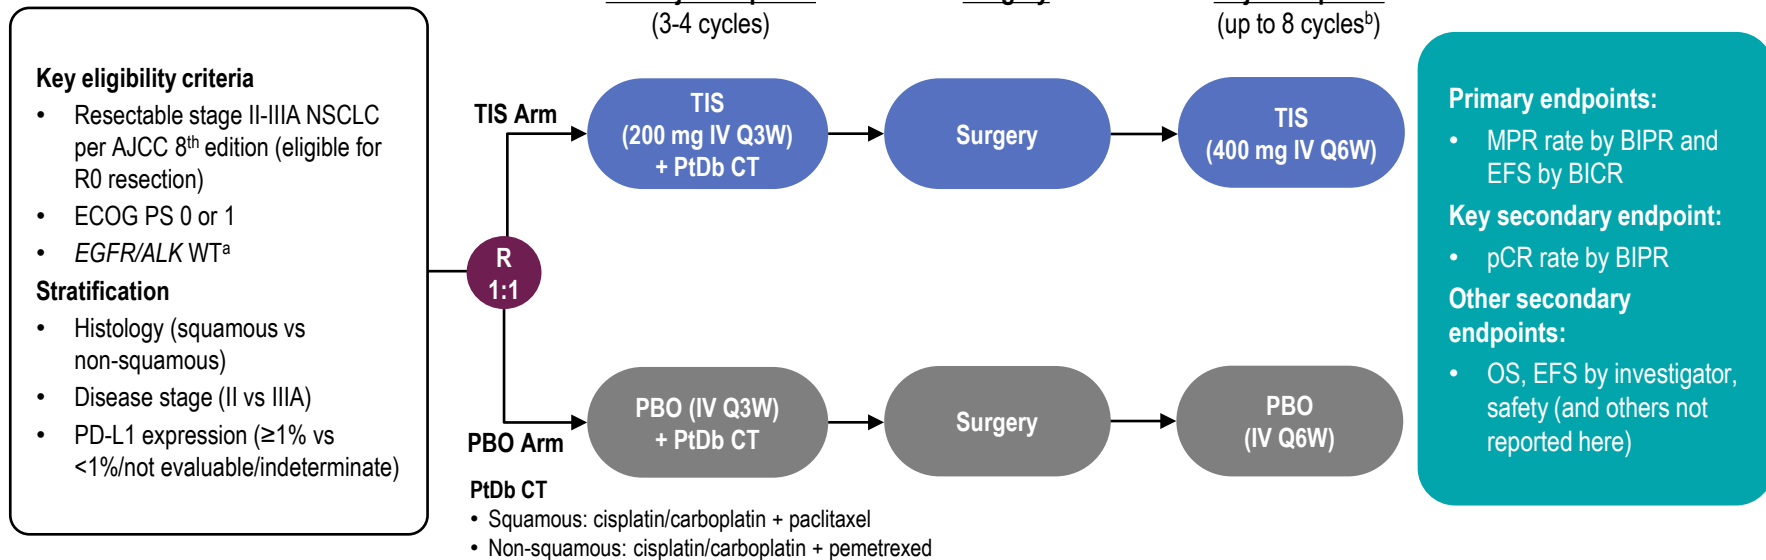 (3-4 cycles)
(up to 8 cyclesᵇ)
Key eligibility criteria
• Resectable stage II-IIIA NSCLC
per AJCC 8ᵗʰ edition (eligible for
R0 resection)
• ECOG PS 0 or 1
• EGFR/ALK WTᵃ
Stratification
• Histology (squamous vs
non-squamous)
• Disease stage (II vs IIIA)
• PD-L1 expression (≥1% vs
<1%/not evaluable/indeterminate)
R
1:1
TIS Arm
TIS
(200 mg IV Q3W)
+ PtDb CT
Surgery
TIS
(400 mg IV Q6W)
PBO Arm
PBO (IV Q3W)
+ PtDb CT
Surgery
PBO
(IV Q6W)
PtDb CT
• Squamous: cisplatin/carboplatin + paclitaxel
• Non-squamous: cisplatin/carboplatin + pemetrexed
Primary endpoints:
• MPR rate by BIPR and
EFS by BICR
Key secondary endpoint:
• pCR rate by BIPR
Other secondary
endpoints:
• OS, EFS by investigator,
safety (and others not
reported here)